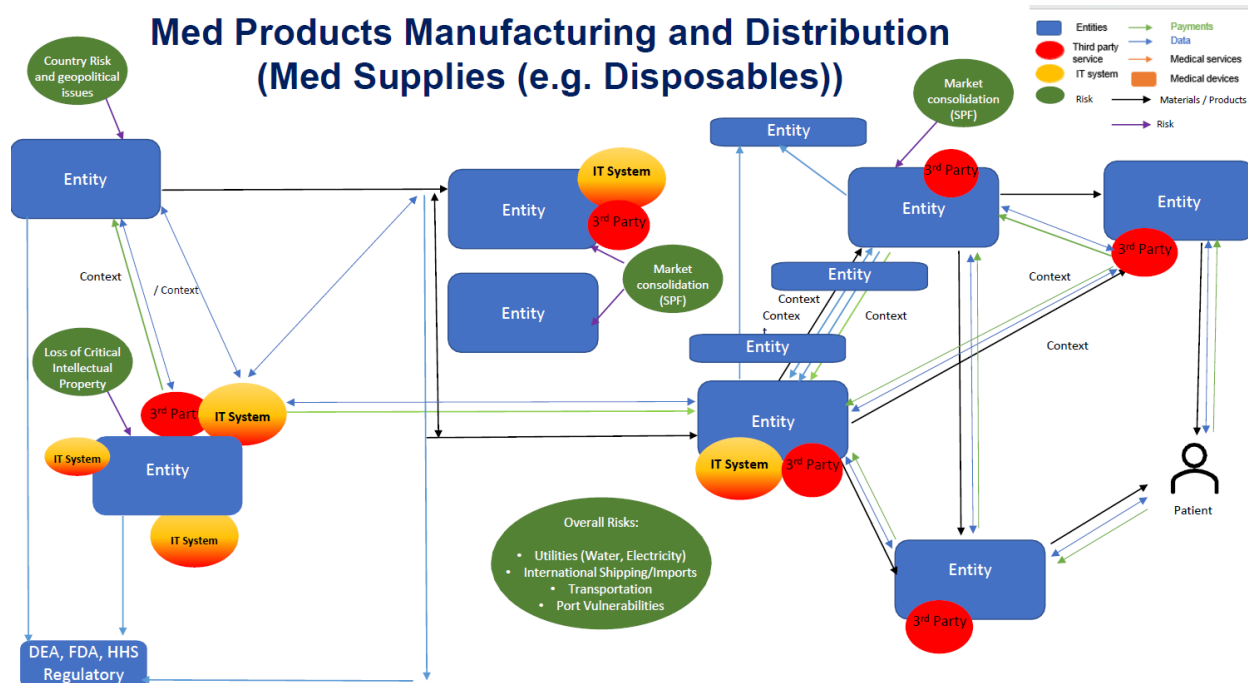 Med Products Manufacturing and Distribution
(Med Supplies (e.g. Disposables))
Entities
Payments
Third party
service
Data
IT system
Medical services
Medical devices
Risk
Materials / Products
Risk
Country Risk
and geopolitical
issues
Market
consolidation
(SPF)
Entity
Entity
IT System
3rd Party
Entity
3rd Party
Entity
Entity
3rd Party
Market
consolidation
(SPF)
Entity
Entity
Context
/ Context
Context
Contex
t
Context
Context
Context
Loss of Critical
Intellectual
Property
Entity
3rd Party
IT System
IT System
Entity
IT System
Entity
IT System
3rd Party
Overall Risks:
• Utilities (Water, Electricity)
• International Shipping/Imports
• Transportation
• Port Vulnerabilities
Patient
Entity
3rd Party
DEA, FDA, HHS
Regulatory